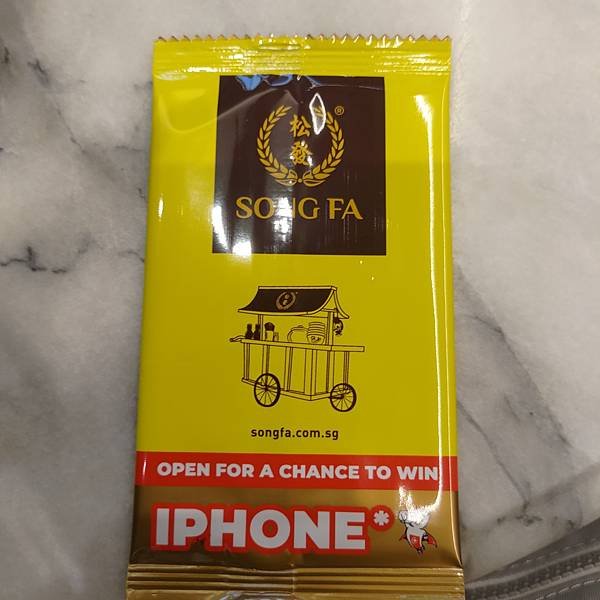 松
發
®
SONG FA
songfa.com.sg
OPEN FOR A CHANCE TO WIN
IPHONE*